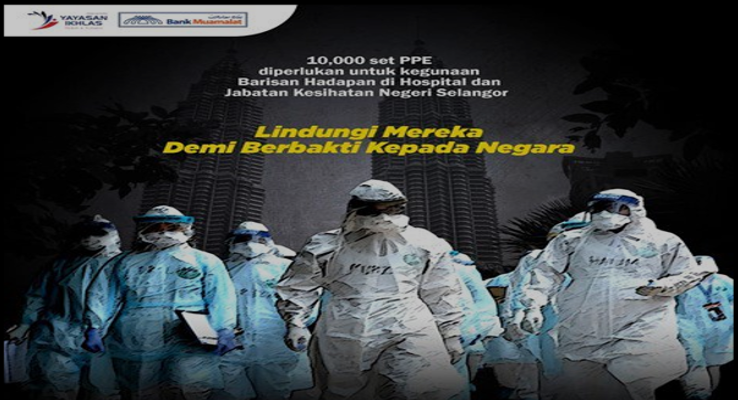 YAYASAN
IKHLAS
Bank Muamalat
10,000 set PPE
diperlukan untuk kegunaan
Barisan Hadapan di Hospital dan
Jabatan Kesihatan Negeri Selangor
Lindungi Mereka
Demi Berbakti Kepada Negara
HALIM